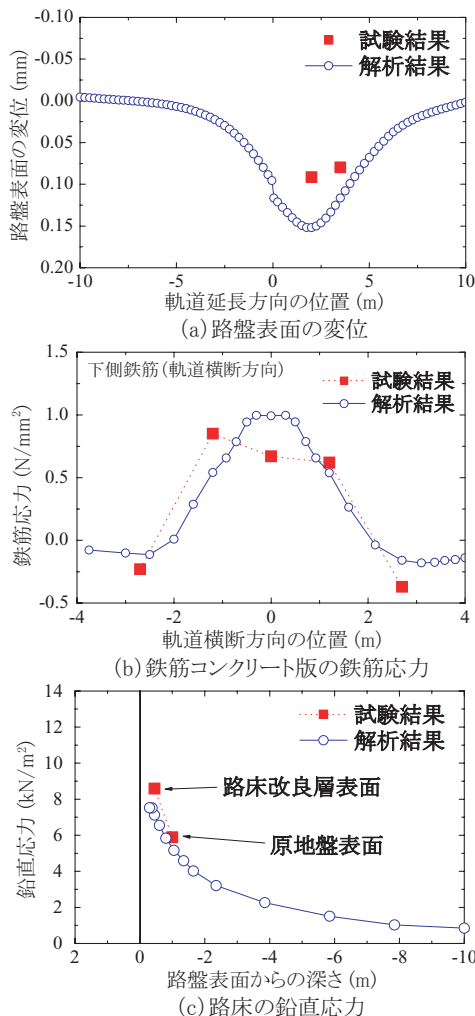 -0.10
-0.05
0.00
0.05
0.10
0.15
0.20
路盤表面の変位 (mm)
試験結果
解析結果
-10
-5
0
5
10
軌道延長方向の位置 (m)
(a)路盤表面の変位
1.5
1.0
0.5
0.0
-0.5
鉄筋応力 (N/mm²)
下側鉄筋(軌道横断方向)
試験結果
解析結果
-4
-2
0
2
4
軌道横断方向の位置 (m)
(b)鉄筋コンクリート版の鉄筋応力
14
12
10
8
6
4
2
0
鉛直応力 (kN/m²)
試験結果
解析結果
路床改良層表面
原地盤表面
2
0
-2
-4
-6
-8
-10
路盤表面からの深さ (m)
(c)路床の鉛直応力